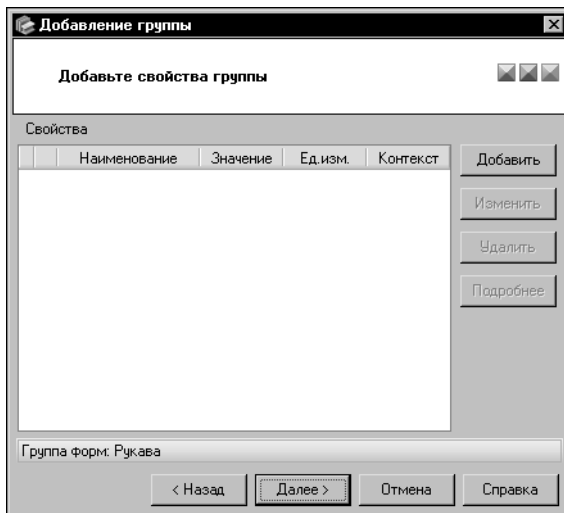 Добавление группы
Добавьте свойства группы
Свойства
Наименование Значение Ед.изм. Контекст
Добавить
Изменить
Удалить
Подробнее
Группа форм: Рукава
< Назад Далее > Отмена Справка